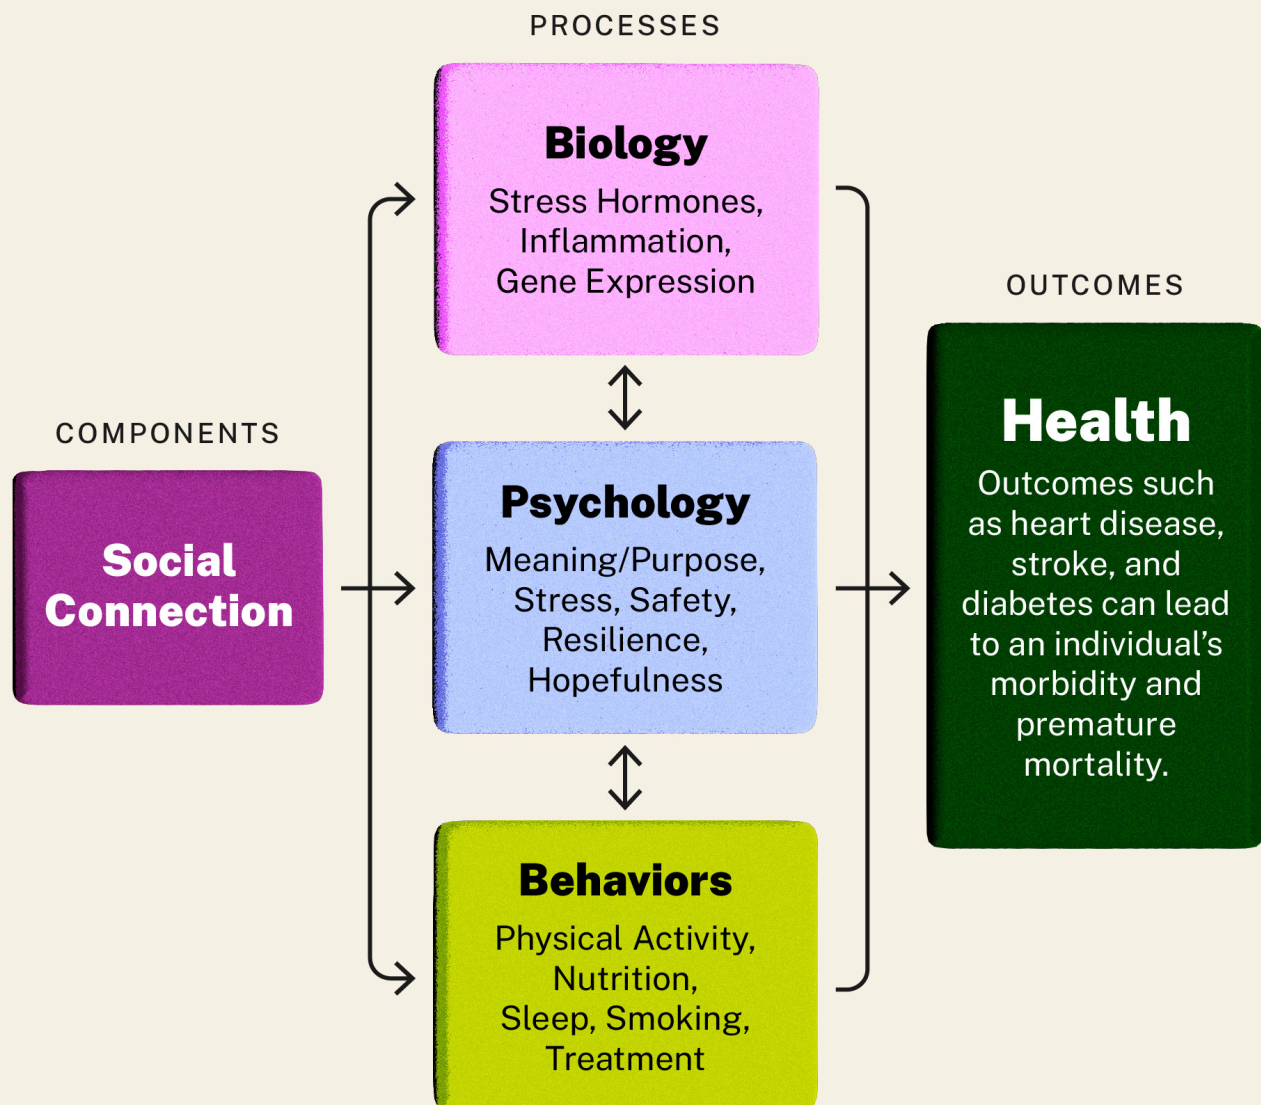 PROCESSES
Biology
Stress Hormones,
Inflammation,
Gene Expression
OUTCOMES
Health
Outcomes such
as heart disease,
stroke, and
diabetes can lead
to an individual’s
morbidity and
premature
mortality.
COMPONENTS
Social
Connection
Psychology
Meaning/Purpose,
Stress, Safety,
Resilience,
Hopefulness
Behaviors
Physical Activity,
Nutrition,
Sleep, Smoking,
Treatment